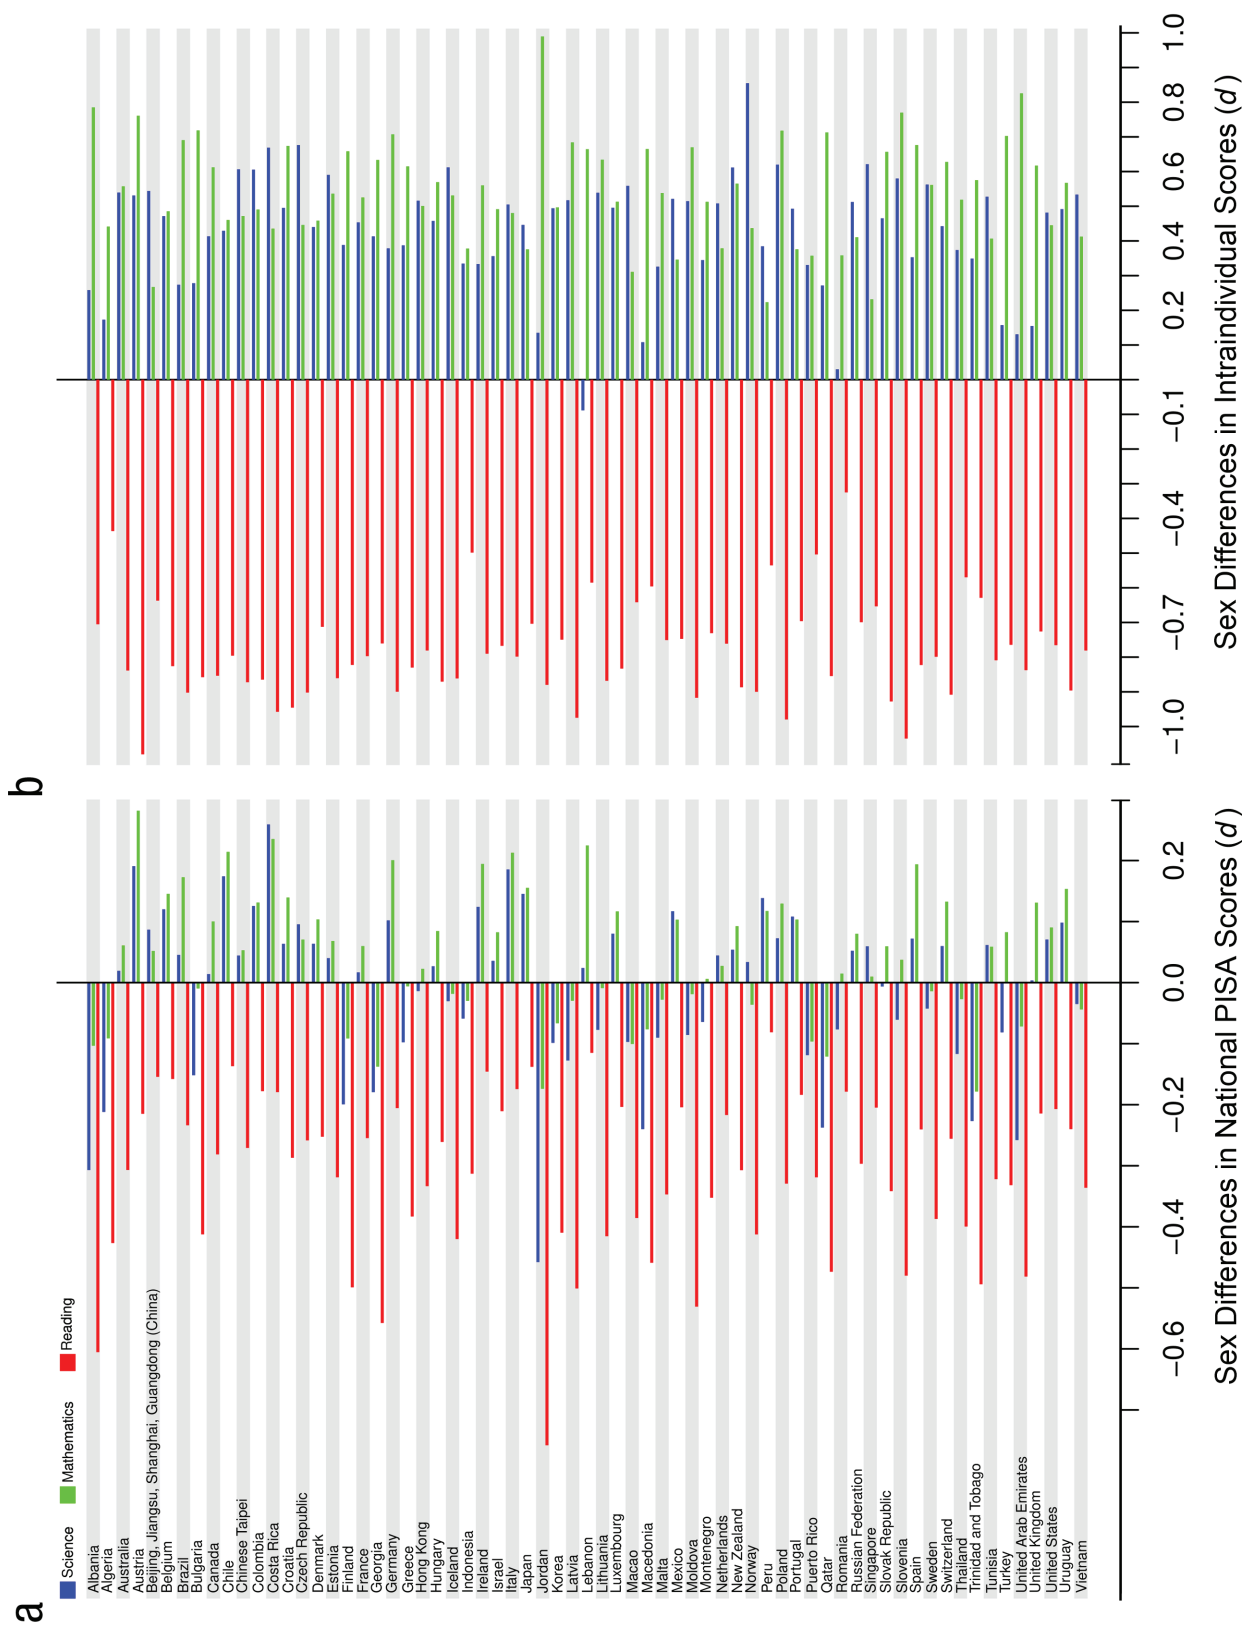 a
Science Mathematics Reading
Albania
Algeria
Australia
Austria
Beijing, Jiangsu, Shanghai, Guangdong (China)
Belgium
Brazil
Bulgaria
Canada
Chile
Chinese Taipei
Colombia
Costa Rica
Croatia
Czech Republic
Denmark
Estonia
Finland
France
Georgia
Germany
Greece
Hong Kong
Hungary
Iceland
Indonesia
Ireland
Israel
Italy
Japan
Jordan
Korea
Latvia
Lebanon
Lithuania
Luxembourg
Macao
Macedonia
Malta
Mexico
Moldova
Montenegro
Netherlands
New Zealand
Norway
Peru
Poland
Portugal
Puerto Rico
Qatar
Romania
Russian Federation
Singapore
Slovak Republic
Slovenia
Spain
Sweden
Switzerland
Thailand
Trinidad and Tobago
Tunisia
Turkey
United Arab Emirates
United Kingdom
United States
Uruguay
Vietnam
−0.6 −0.4 −0.2 0.0 0.2
Sex Differences in National PISA Scores (d)
b
−1.0 −0.7 −0.4 −0.1 0.2 0.4 0.6 0.8 1.0
Sex Differences in Intraindividual Scores (d)